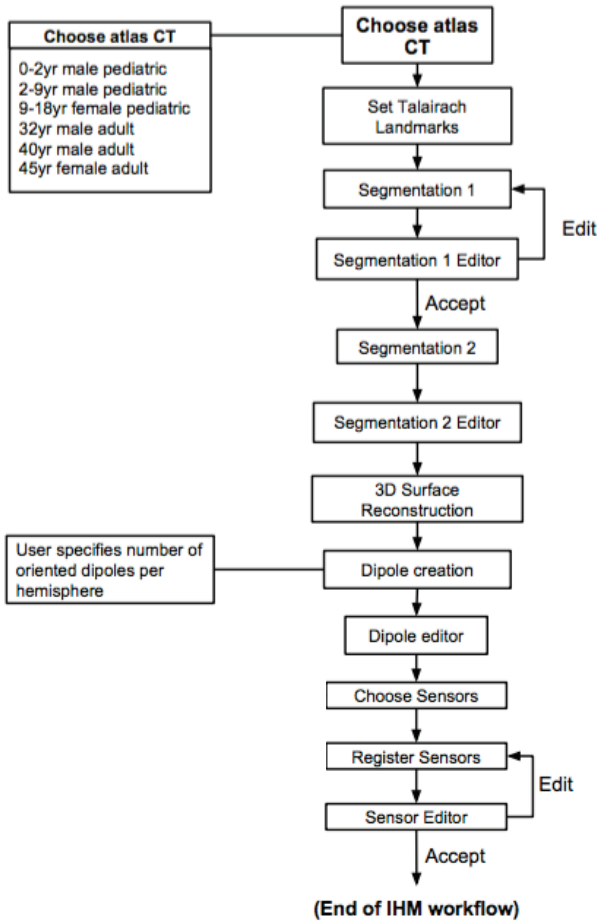 Choose atlas CT
0-2yr male pediatric
2-9yr male pediatric
9-18yr female pediatric
32yr male adult
40yr male adult
45yr female adult
Choose atlas
CT
Set Talairach
Landmarks
Segmentation 1
Edit
Segmentation 1 Editor
Accept
Segmentation 2
Segmentation 2 Editor
3D Surface
Reconstruction
User specifies number of
oriented dipoles per
hemisphere
Dipole creation
Dipole editor
Choose Sensors
Register Sensors
Edit
Sensor Editor
Accept
(End of IHM workflow)